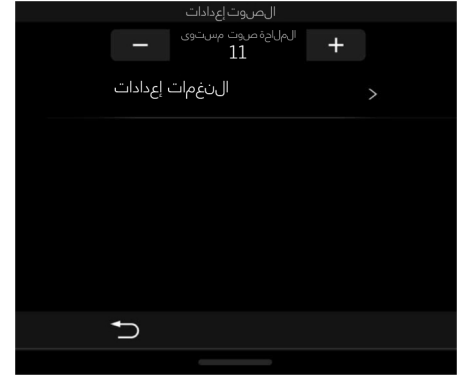 الصوت إعدادات
الملاحة صوت مستوى
11
النغمات إعدادات